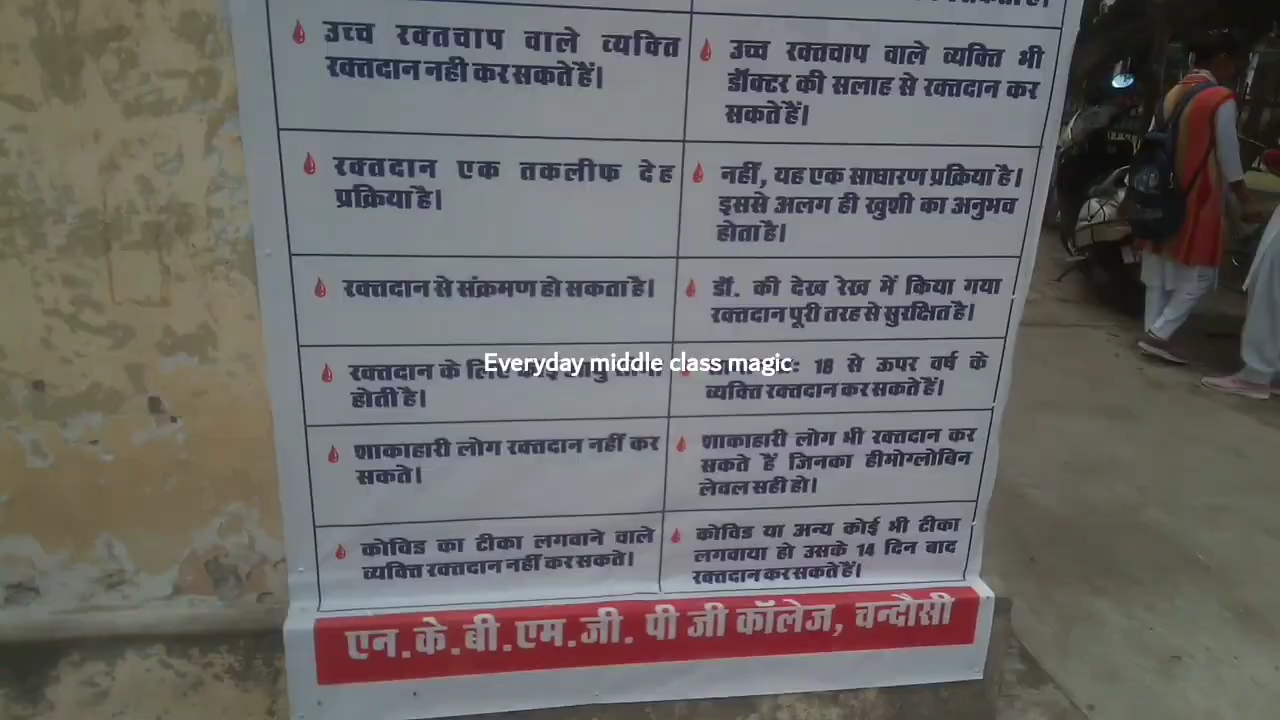 उच्च रक्तचाप वाले व्यक्ति
रक्तदान नही कर सकते हैं।
उच्च रक्तचाप वाले व्यक्ति भी
डॉक्टर की सलाह से रक्तदान कर
सकते हैं।
रक्तदान एक तकलीफ देह
प्रक्रिया है।
नहीं, यह एक साधारण प्रक्रिया है।
इससे अलग ही खुशी का अनुभव
होता है।
रक्तदान से संक्रमण हो सकता है।
डॉ. की देख रेख में किया गया
रक्तदान पूरी तरह से सुरक्षित है।
रक्तदान के लिए
होती है।
Everyday middle class magic
18 से ऊपर वर्ष के
व्यक्ति रक्तदान कर सकते हैं।
शाकाहारी लोग रक्तदान नहीं कर
सकते।
शाकाहारी लोग भी रक्तदान कर
सकते हैं जिनका हीमोग्लोबिन
लेवल सही हो।
कोविड का टीका लगवाने वाले
व्यक्ति रक्तदान नहीं कर सकते।
कोविड या अन्य कोई भी टीका
लगवाया हो उसके 14 दिन बाद
रक्तदान कर सकते हैं।
एन.के.बी.एम.जी. पी जी कॉलेज, चन्दौसी